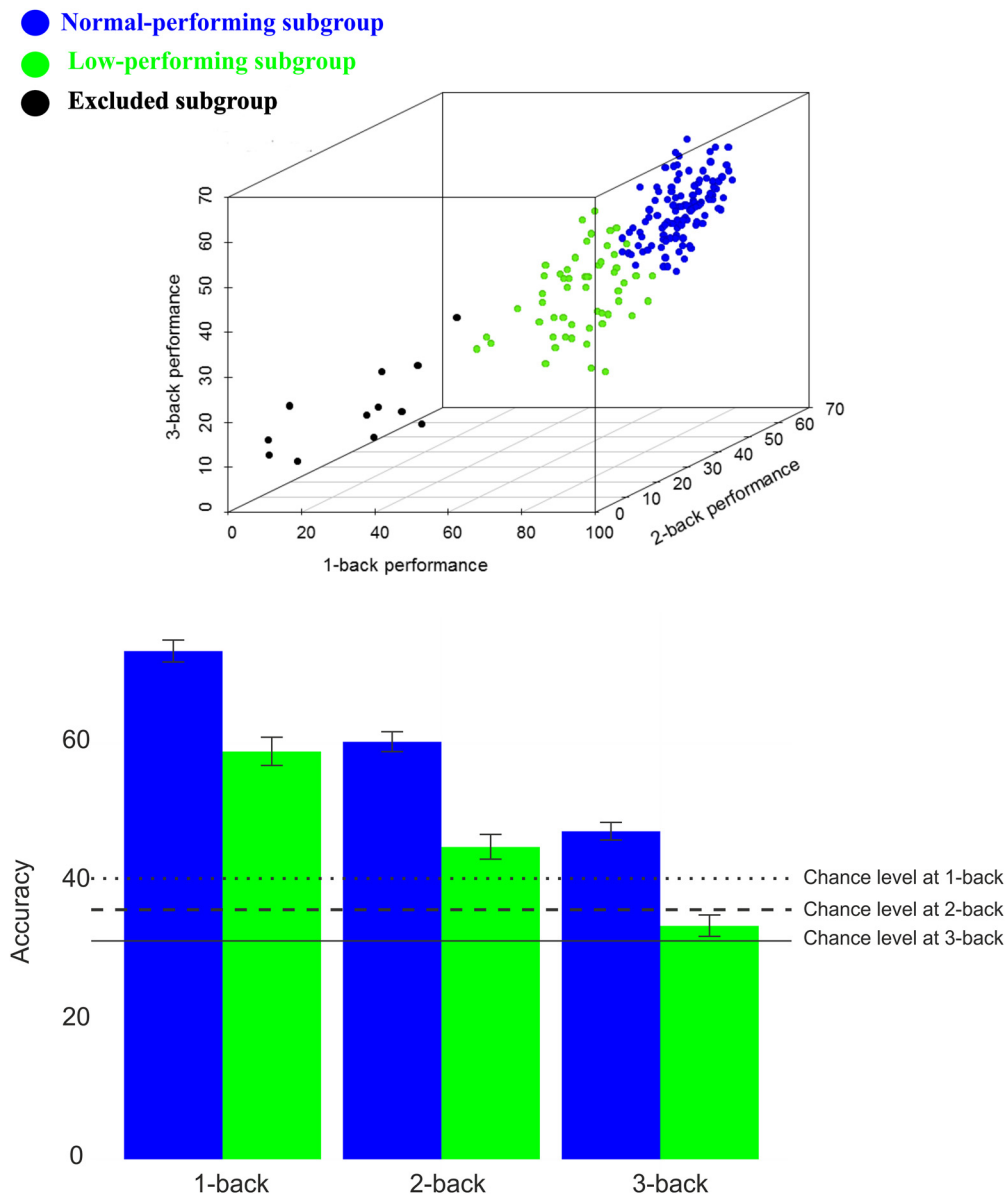 Normal-performing subgroup
Low-performing subgroup
Excluded subgroup
3-back performance
70
60
50
40
30
20
10
0
0 20 40 60 80 100
1-back performance
0 10 20 30 40 50 60 70
2-back performance
Accuracy
60
40
20
0
Chance level at 1-back
Chance level at 2-back
Chance level at 3-back
1-back 2-back 3-back